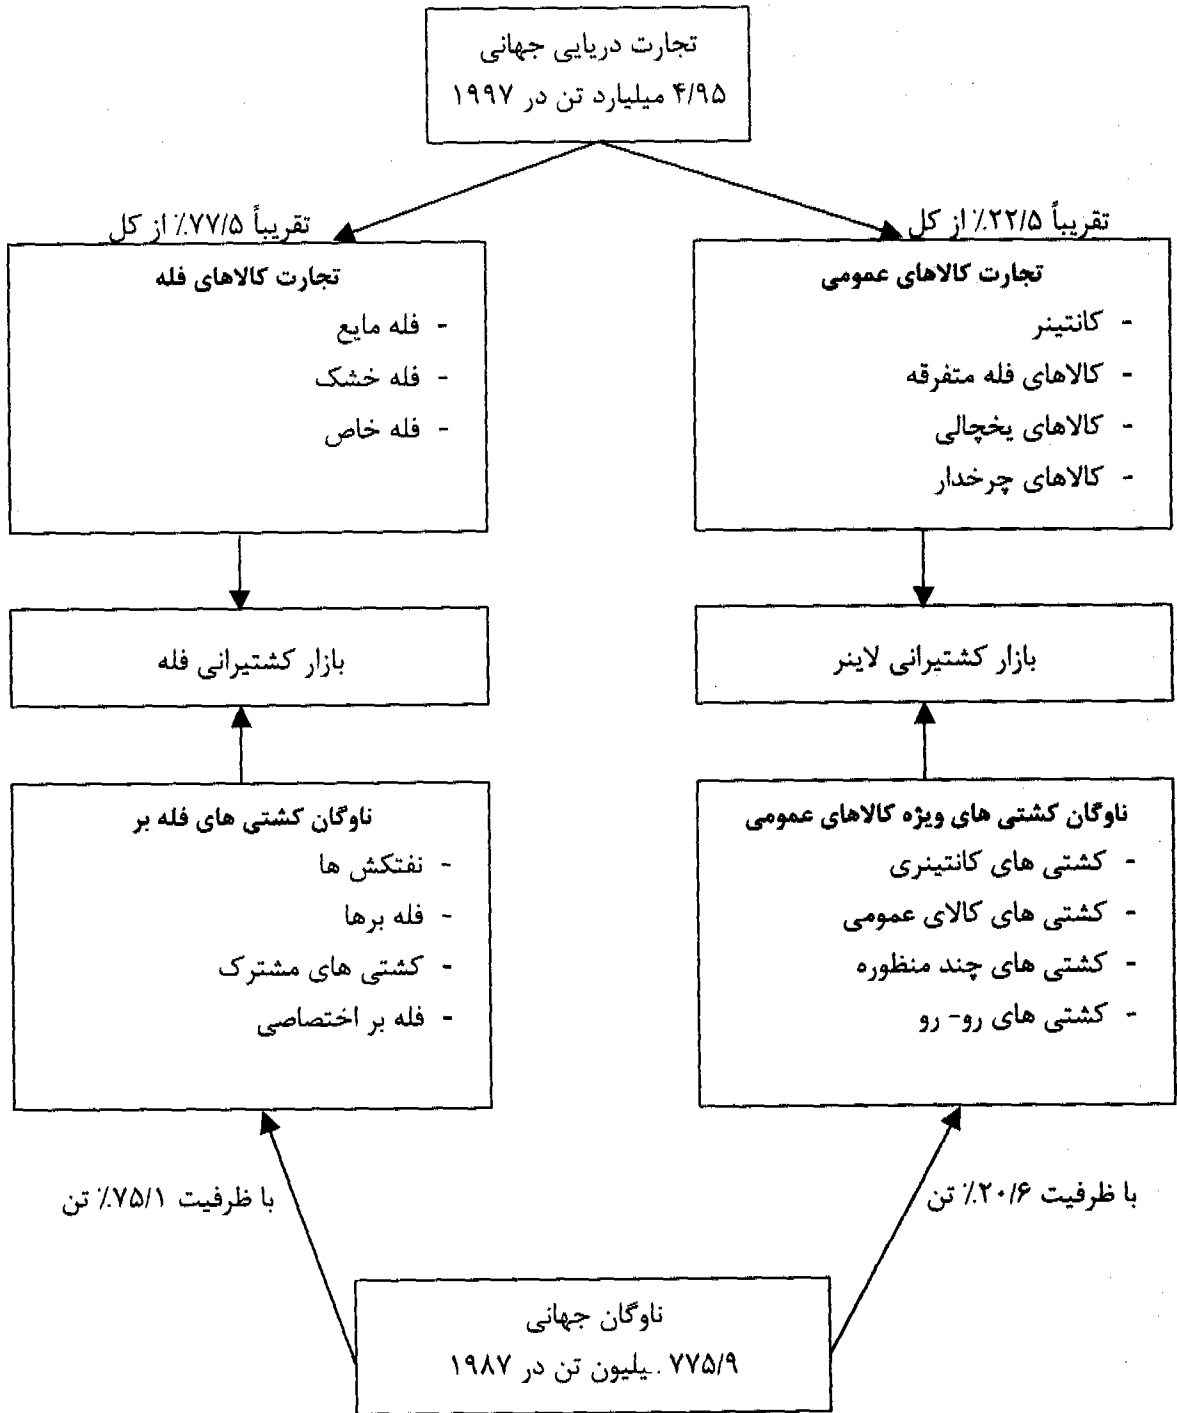 تجارت دریایی جهانی
۴/۹۵ میلیارد تن در ۱۹۹۷
تقریباً ۲۲/۵٪ از کل
تقریباً ۷۷/۵٪ از کل
تجارت کالاهای عمومی
- کانتینر
- کالاهای فله متفرقه
- کالاهای یخچالی
- کالاهای چرخدار
تجارت کالاهای فله
- فله مایع
- فله خشک
- فله خاص
بازار کشتیرانی لاینر
بازار کشتیرانی فله
ناوگان کشتی های ویژه کالاهای عمومی
- کشتی های کانتینری
- کشتی های کالای عمومی
- کشتی های چند منظوره
- کشتی های رو- رو
ناوگان کشتی های فله بر
- نفتکش ها
- فله برها
- کشتی های مشترک
- فله بر اختصاصی
با ظرفیت ۲۰/۶٪ تن
با ظرفیت ۷۵/۱٪ تن
ناوگان جهانی
۷۷۵/۹ تن در ۱۹۸۷